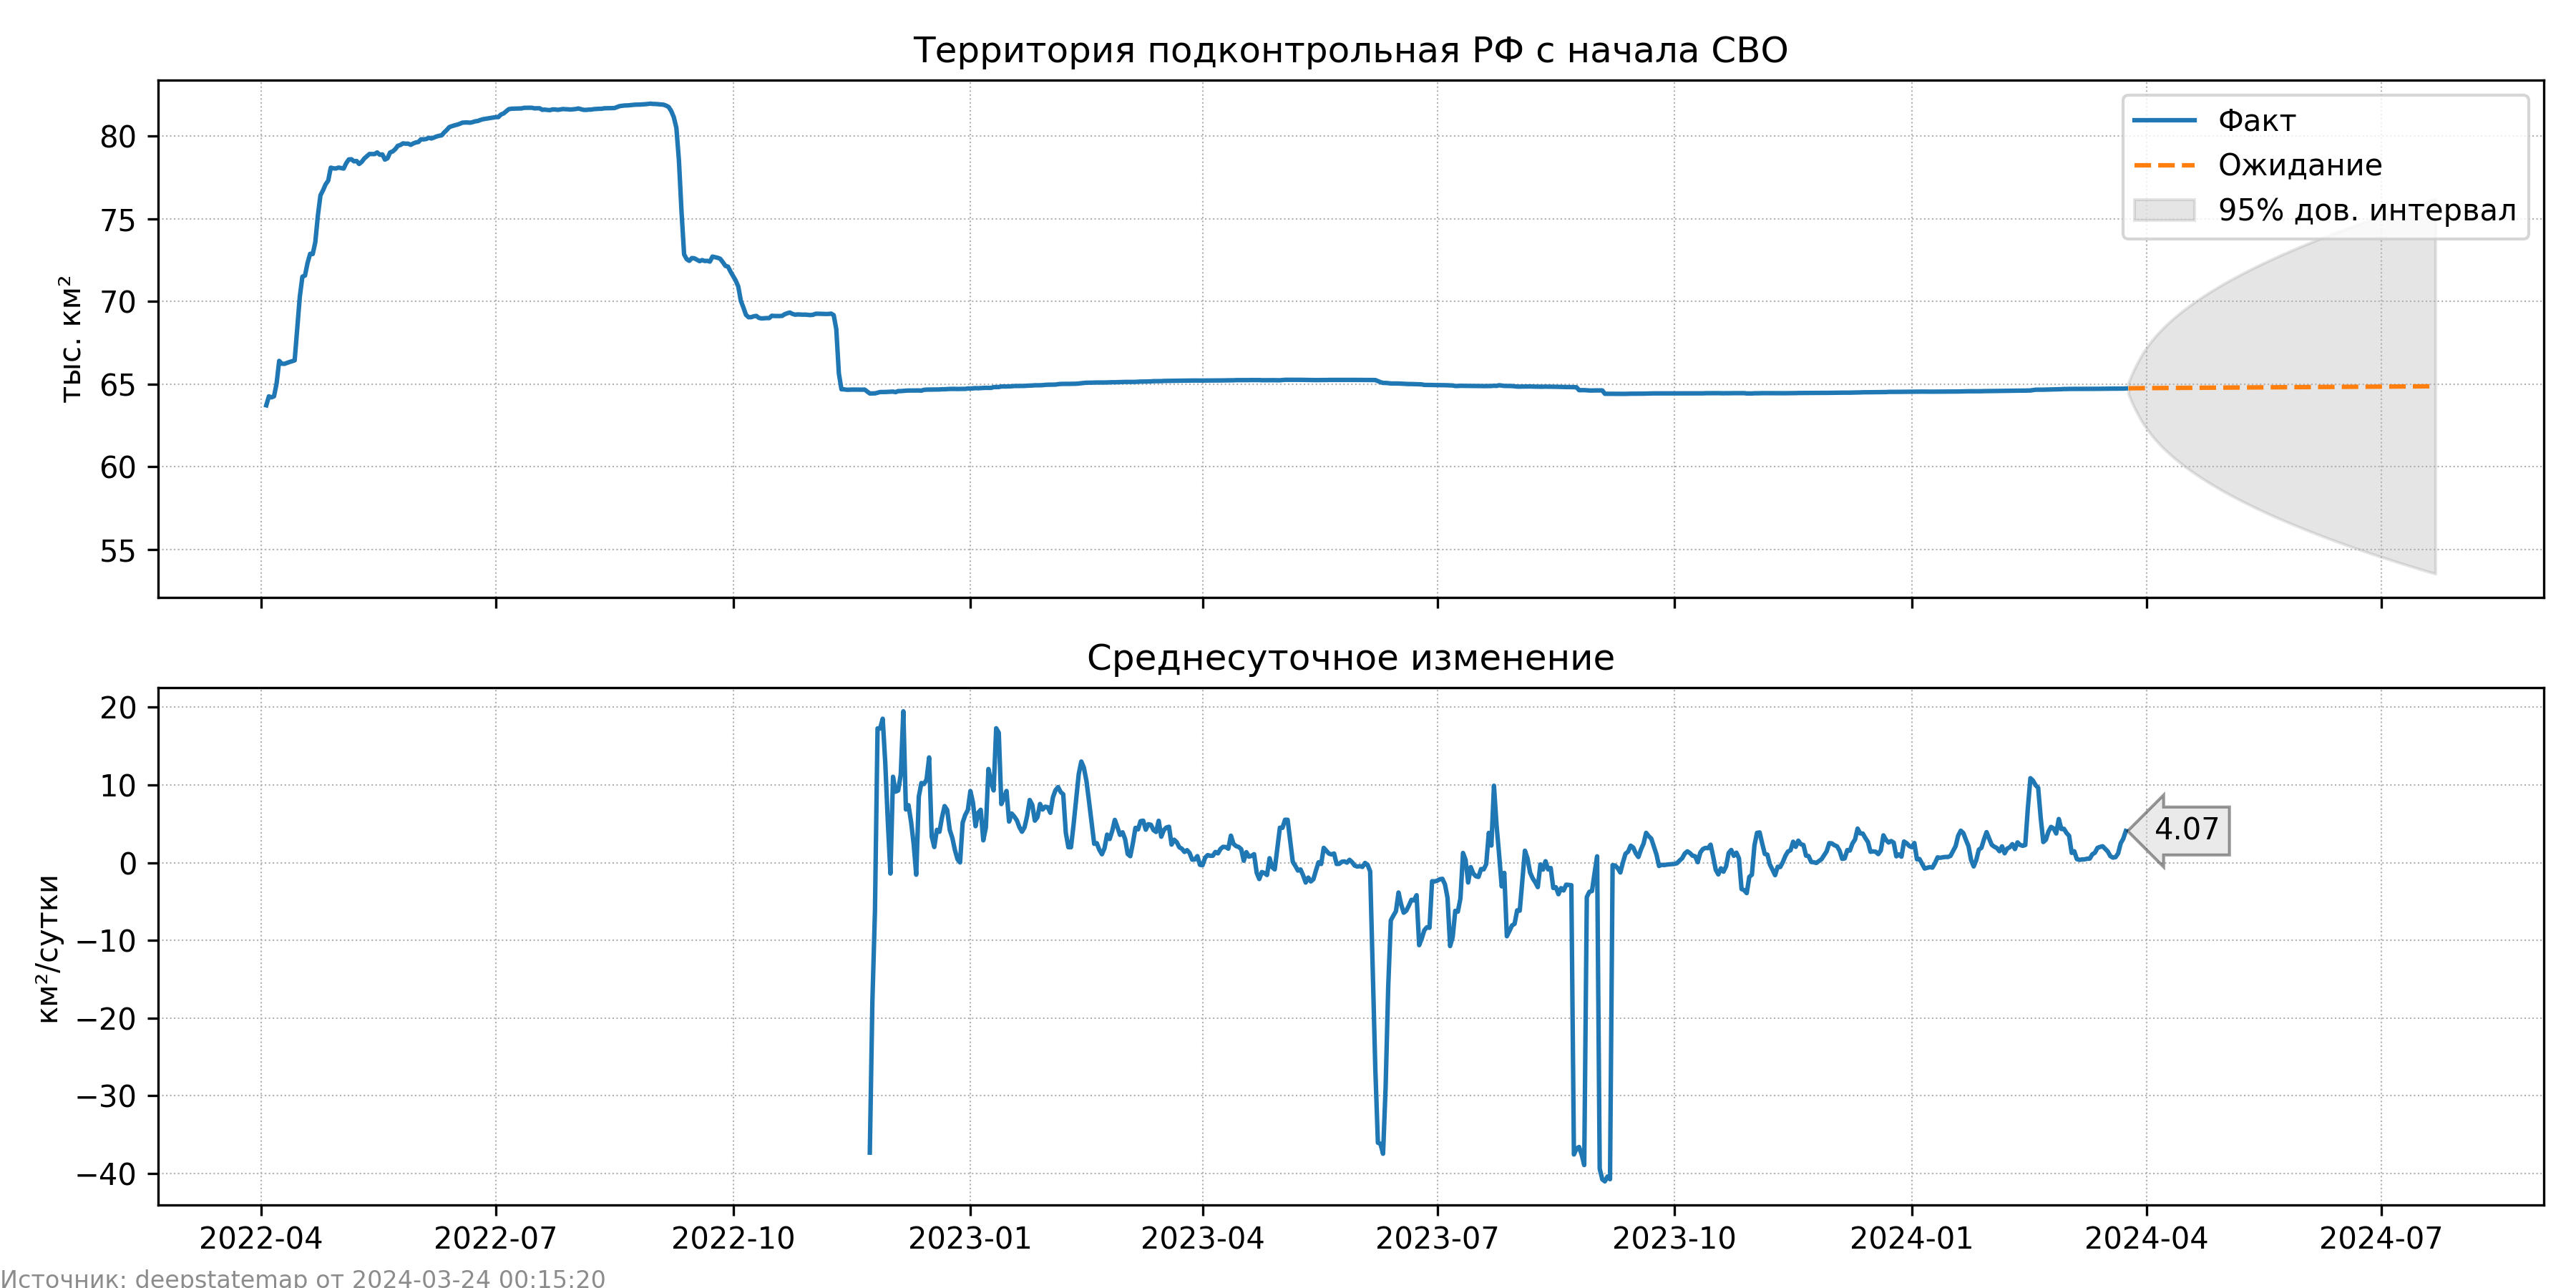 Территория подконтрольная РФ с начала СВО
тыс. км²
80
75
70
65
60
55
Факт
Ожидание
95% дов. интервал
Среднесуточное изменение
км²/сутки
20
10
0
−10
−20
−30
−40
4.07
2022-04 2022-07 2022-10 2023-01 2023-04 2023-07 2023-10 2024-01 2024-04 2024-07
Источник: deepstatemap от 2024-03-24 00:15:20